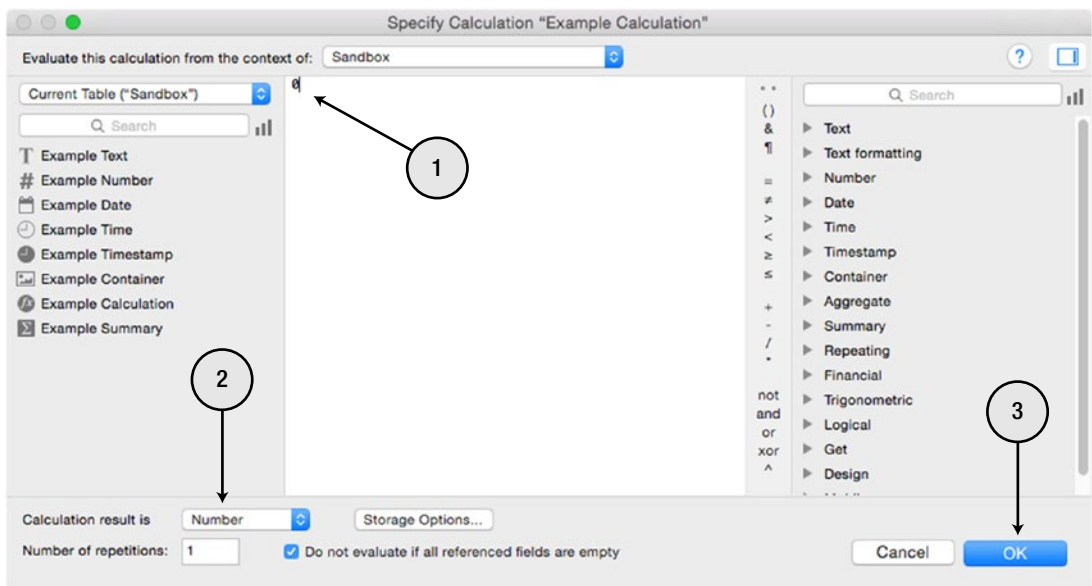 Specify Calculation "Example Calculation"
Evaluate this calculation from the context of: Sandbox
?
Current Table ("Sandbox")
Search
Example Text
Example Number
Example Date
Example Time
Example Timestamp
Example Container
Example Calculation
Example Summary
0
1
2
3
" "
()
&
¶
=
≠
>
<
≥
≤
+
-
/
*
not
and
or
xor
^
Search
Text
Text formatting
Number
Date
Time
Timestamp
Container
Aggregate
Summary
Repeating
Financial
Trigonometric
Logical
Get
Design
Calculation result is Number Storage Options...
Number of repetitions: 1 Do not evaluate if all referenced fields are empty
Cancel OK